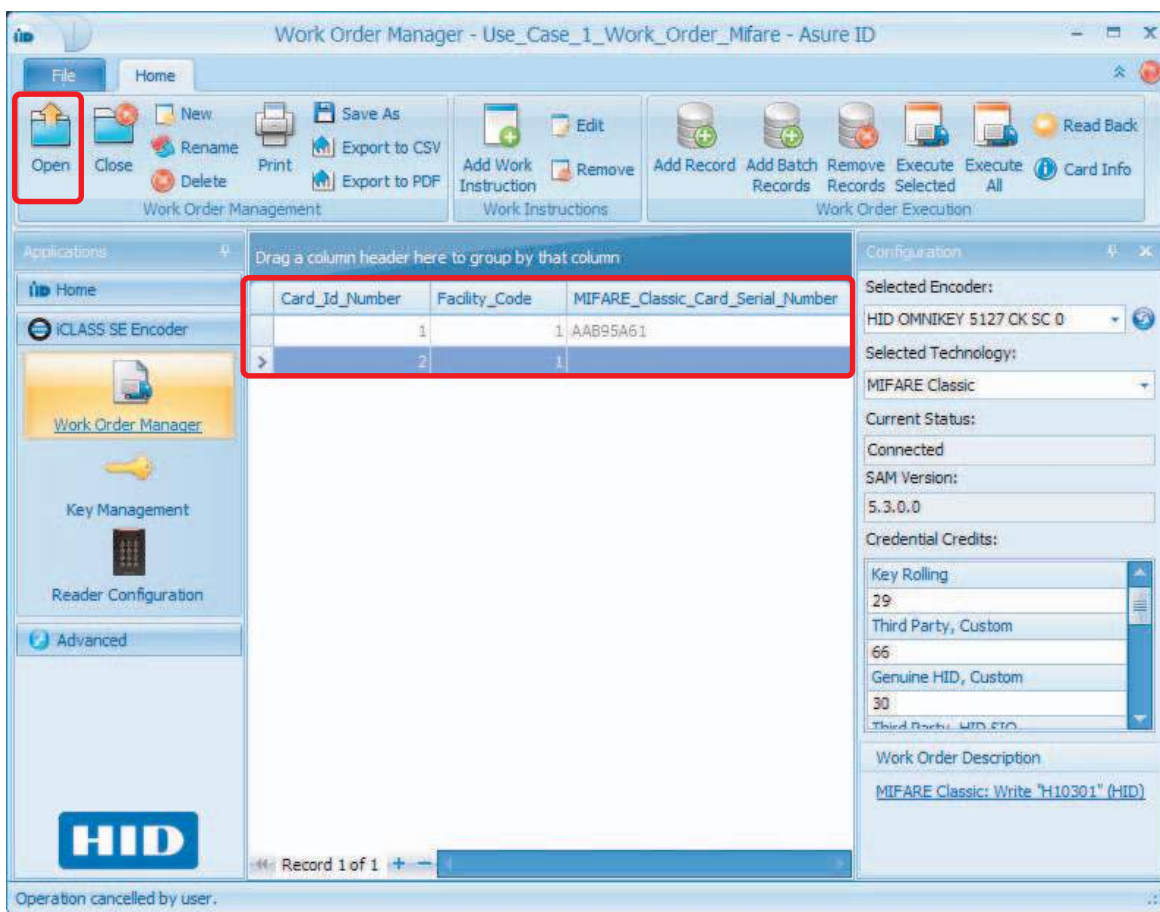 Work Order Manager - Use_Case_1_Work_Order_Mifare - Asure ID
File
Home
Open
Close
New
Rename
Delete
Print
Save As
Export to CSV
Export to PDF
Work Order Management
Add Work
Instruction
Edit
Remove
Work Instructions
Add Record
Add Batch
Records
Remove
Records
Execute
Selected
Execute
All
Read Back
Card Info
Work Order Execution
Applications
Home
iCLASS SE Encoder
Work Order Manager
Key Management
Reader Configuration
Advanced
HID
Drag a column header here to group by that column
Card_Id_Number Facility_Code MIFARE_Classic_Card_Serial_Number
1 1 AAB95A61
2 1
Record 1 of 1
Configuration
Selected Encoder:
HID OMNIKEY 5127 CK SC 0
Selected Technology:
MIFARE Classic
Current Status:
Connected
SAM Version:
5.3.0.0
Credential Credits:
Key Rolling
29
Third Party, Custom
66
Genuine HID, Custom
30
Third Party, HID SIO
Work Order Description
MIFARE Classic: Write "H10301" (HID)
Operation cancelled by user.